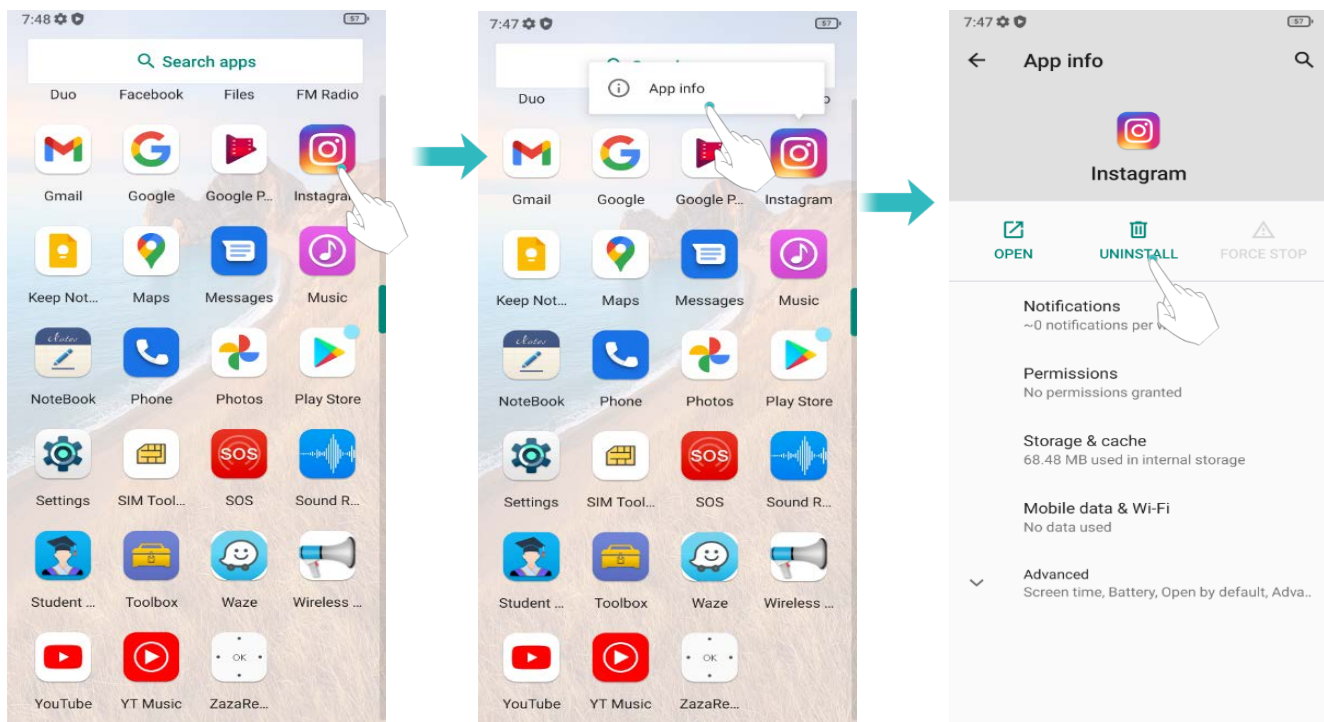 7:48
57
Search apps
Duo Facebook Files FM Radio
Gmail Google Google P...
Keep Not... Maps Messages Music
clates
NoteBook Phone Photos Play Store
SOS
Settings SIM Tool... SOS Sound R...
Student ... Toolbox Waze Wireless ...
OK
YouTube YT Music ZazaRe...
7:47
57
App info
Duo
Gmail Google Google P... Instagram
Keep Not... Maps Messages Music
NoteBook Phone Photos Play Store
SOS
Settings SIM Tool... SOS Sound R...
Student ... Toolbox Waze Wireless ...
OK
YouTube YT Music ZazaRe...
7:47
57
App info
Instagram
OPEN UNINSTALL FORCE STOP
Notifications
~0 notifications per
Permissions
No permissions granted
Storage & cache
68.48 MB used in internal storage
Mobile data & Wi-Fi
No data used
Advanced
Screen time, Battery, Open by default, Adva..